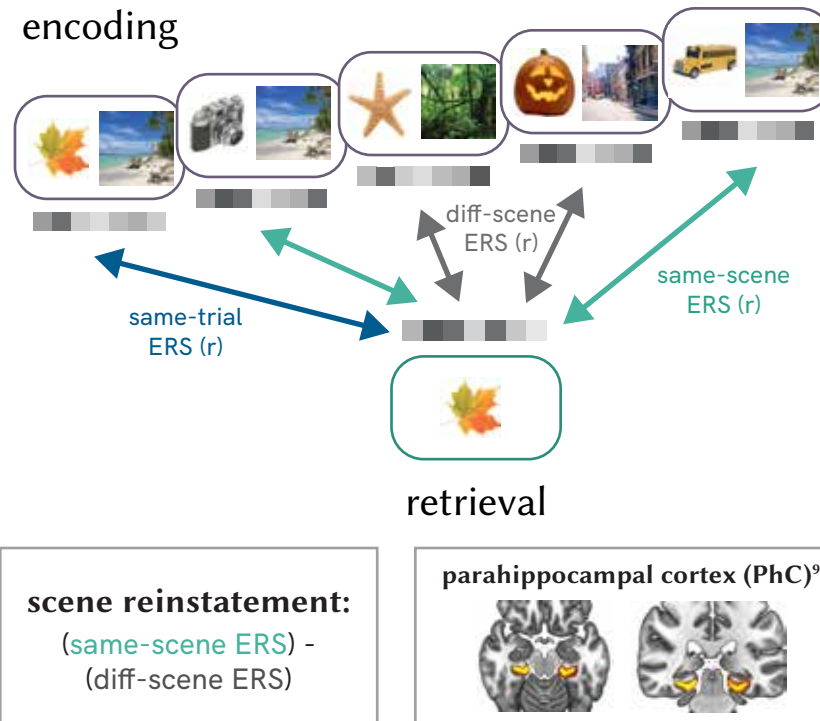 encoding
diff-scene
ERS (r)
same-trial
ERS (r)
same-scene
ERS (r)
retrieval
scene reinstatement:
(same-scene ERS) -
(diff-scene ERS)
parahippocampal cortex (PhC)⁹